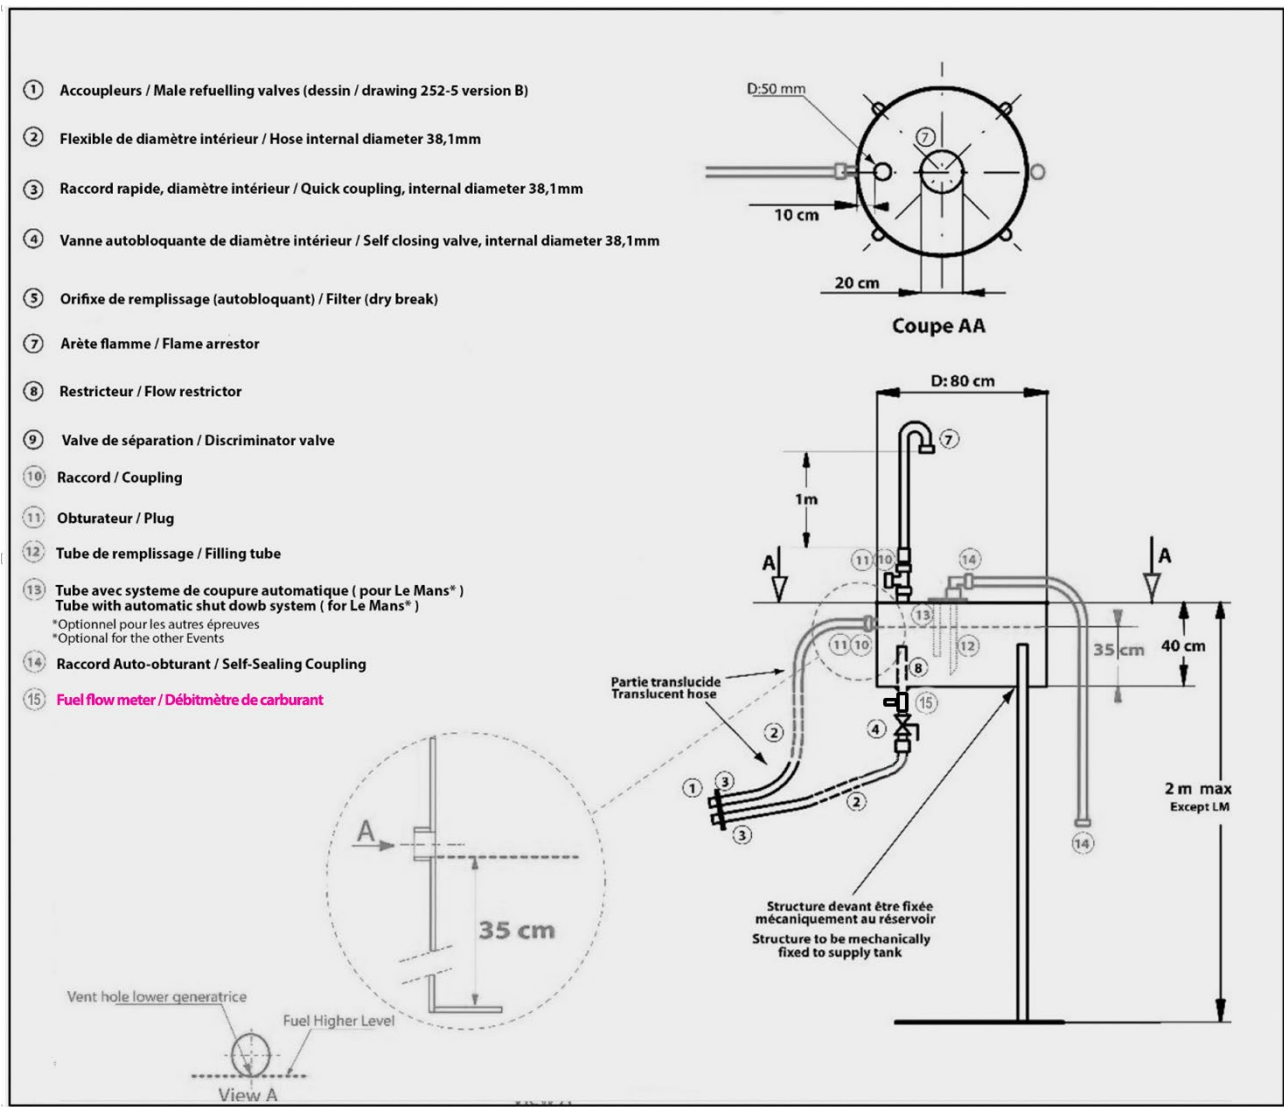 1 Accoupleurs / Male refuelling valves (dessin / drawing 252-5 version B)
2 Flexible de diamètre intérieur / Hose internal diameter 38,1mm
3 Raccord rapide, diamètre intérieur / Quick coupling, internal diameter 38,1mm
4 Vanne autobloquante de diamètre intérieur / Self closing valve, internal diameter 38,1mm
5 Orifixe de remplissage (autobloquant) / Filter (dry break)
7 Arète flamme / Flame arrestor
8 Restricteur / Flow restrictor
9 Valve de séparation / Discriminator valve
10 Raccord / Coupling
11 Obturateur / Plug
12 Tube de remplissage / Filling tube
13 Tube avec systeme de coupure automatique ( pour Le Mans* )
Tube with automatic shut dowb system ( for Le Mans* )
*Optionnel pour les autres épreuves
*Optional for the other Events
14 Raccord Auto-obturant / Self-Sealing Coupling
15 Fuel flow meter / Débitmètre de carburant
D:50 mm
7
10 cm
20 cm
Coupe AA
D: 80 cm
7
1m
A
11 10
14
A
13
11 10
12
35 cm
40 cm
8
Partie translucide
Translucent hose
15
2
4
1 3
2
3
2 m max
Except LM
14
Structure devant être fixée
mécaniquement au réservoir
Structure to be mechanically
fixed to supply tank
A
35 cm
Vent hole lower generatrice
Fuel Higher Level
View A